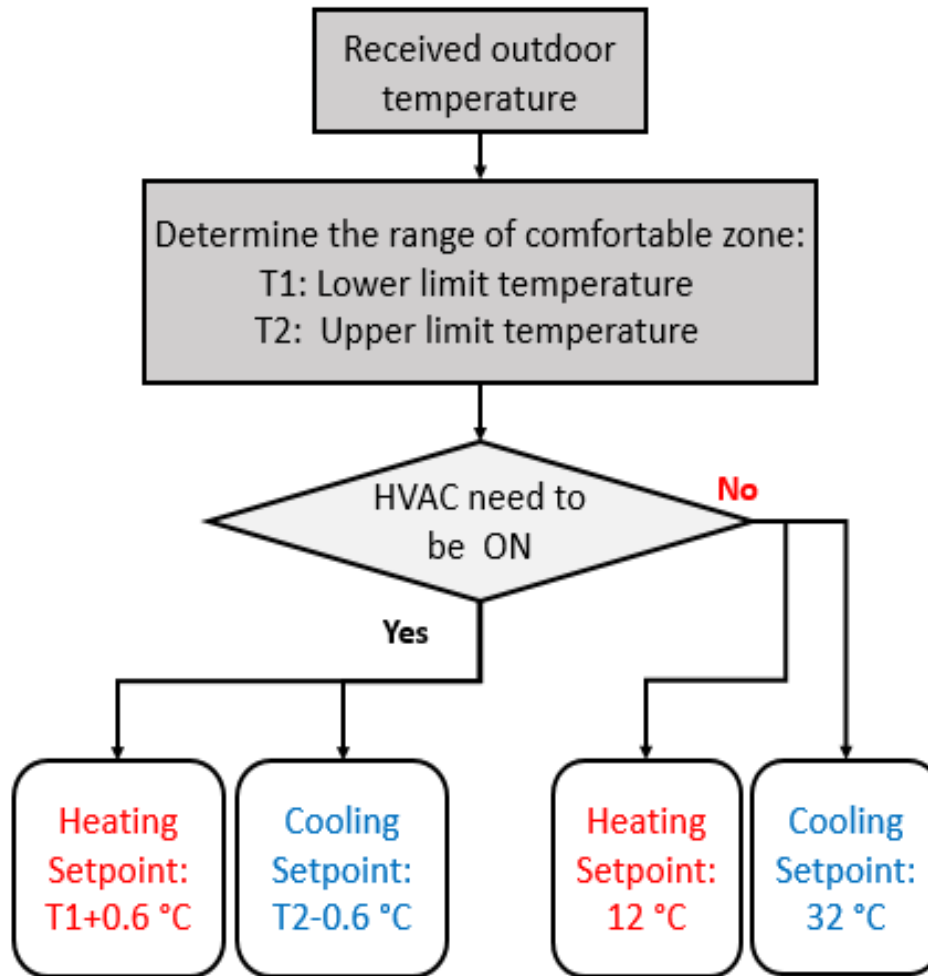 Received outdoor
temperature
Determine the range of comfortable zone:
T1: Lower limit temperature
T2: Upper limit temperature
HVAC need to
be ON
No
Yes
Heating
Setpoint:
T1+0.6 °C
Cooling
Setpoint:
T2-0.6 °C
Heating
Setpoint:
12 °C
Cooling
Setpoint:
32 °C